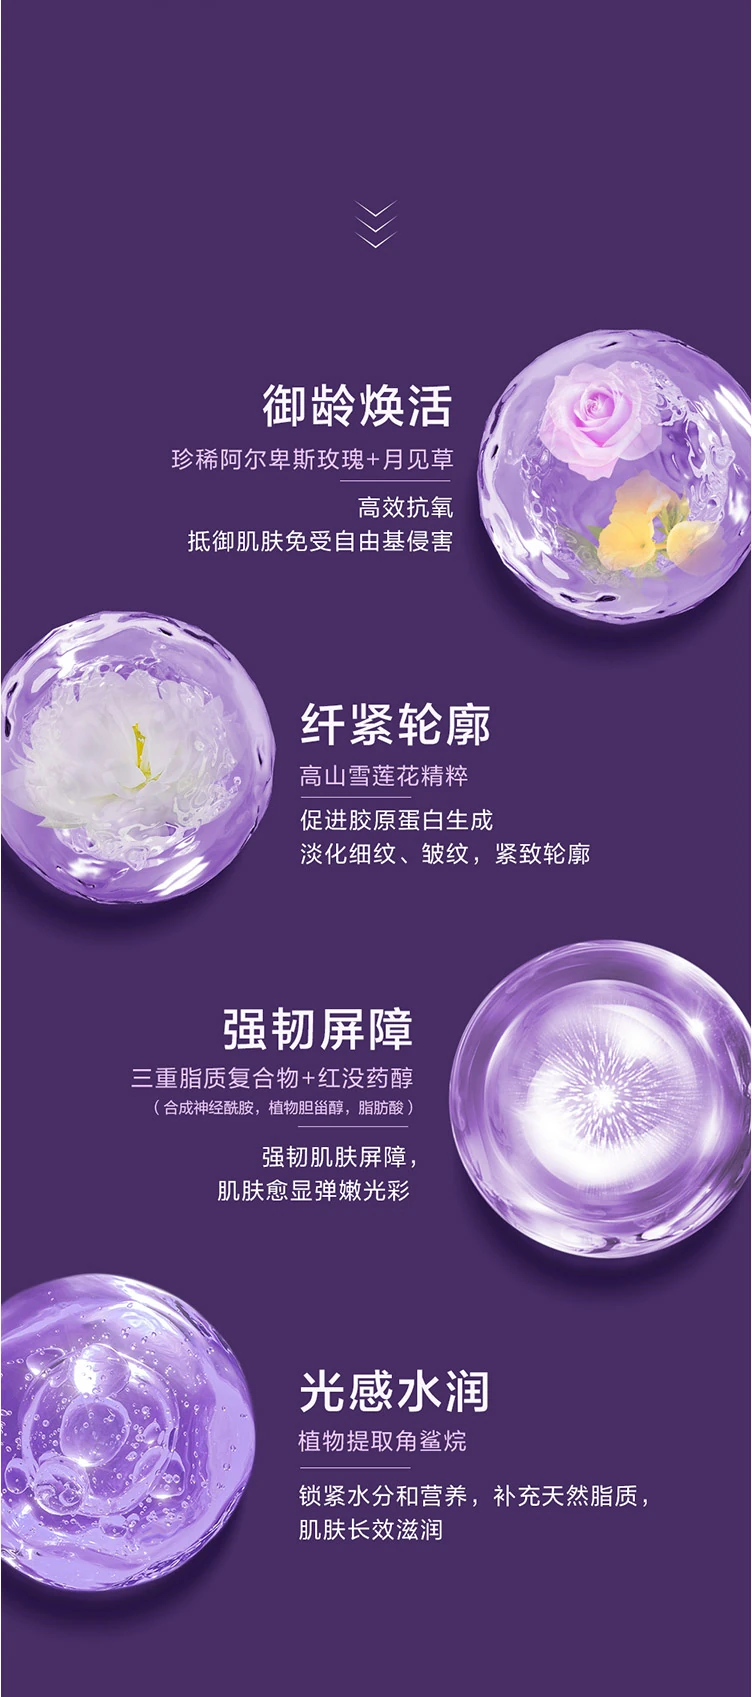 御龄焕活
珍稀阿尔卑斯玫瑰+月见草
高效抗氧
抵御肌肤免受自由基侵害
纤紧轮廓
高山雪莲花精粹
促进胶原蛋白生成
淡化细纹、皱纹，紧致轮廓
强韧屏障
三重脂质复合物+红没药醇
（合成神经酰胺，植物胆甾醇，脂肪酸）
强韧肌肤屏障，
肌肤愈显弹嫩光彩
光感水润
植物提取角鲨烷
锁紧水分和营养，补充天然脂质，
肌肤长效滋润